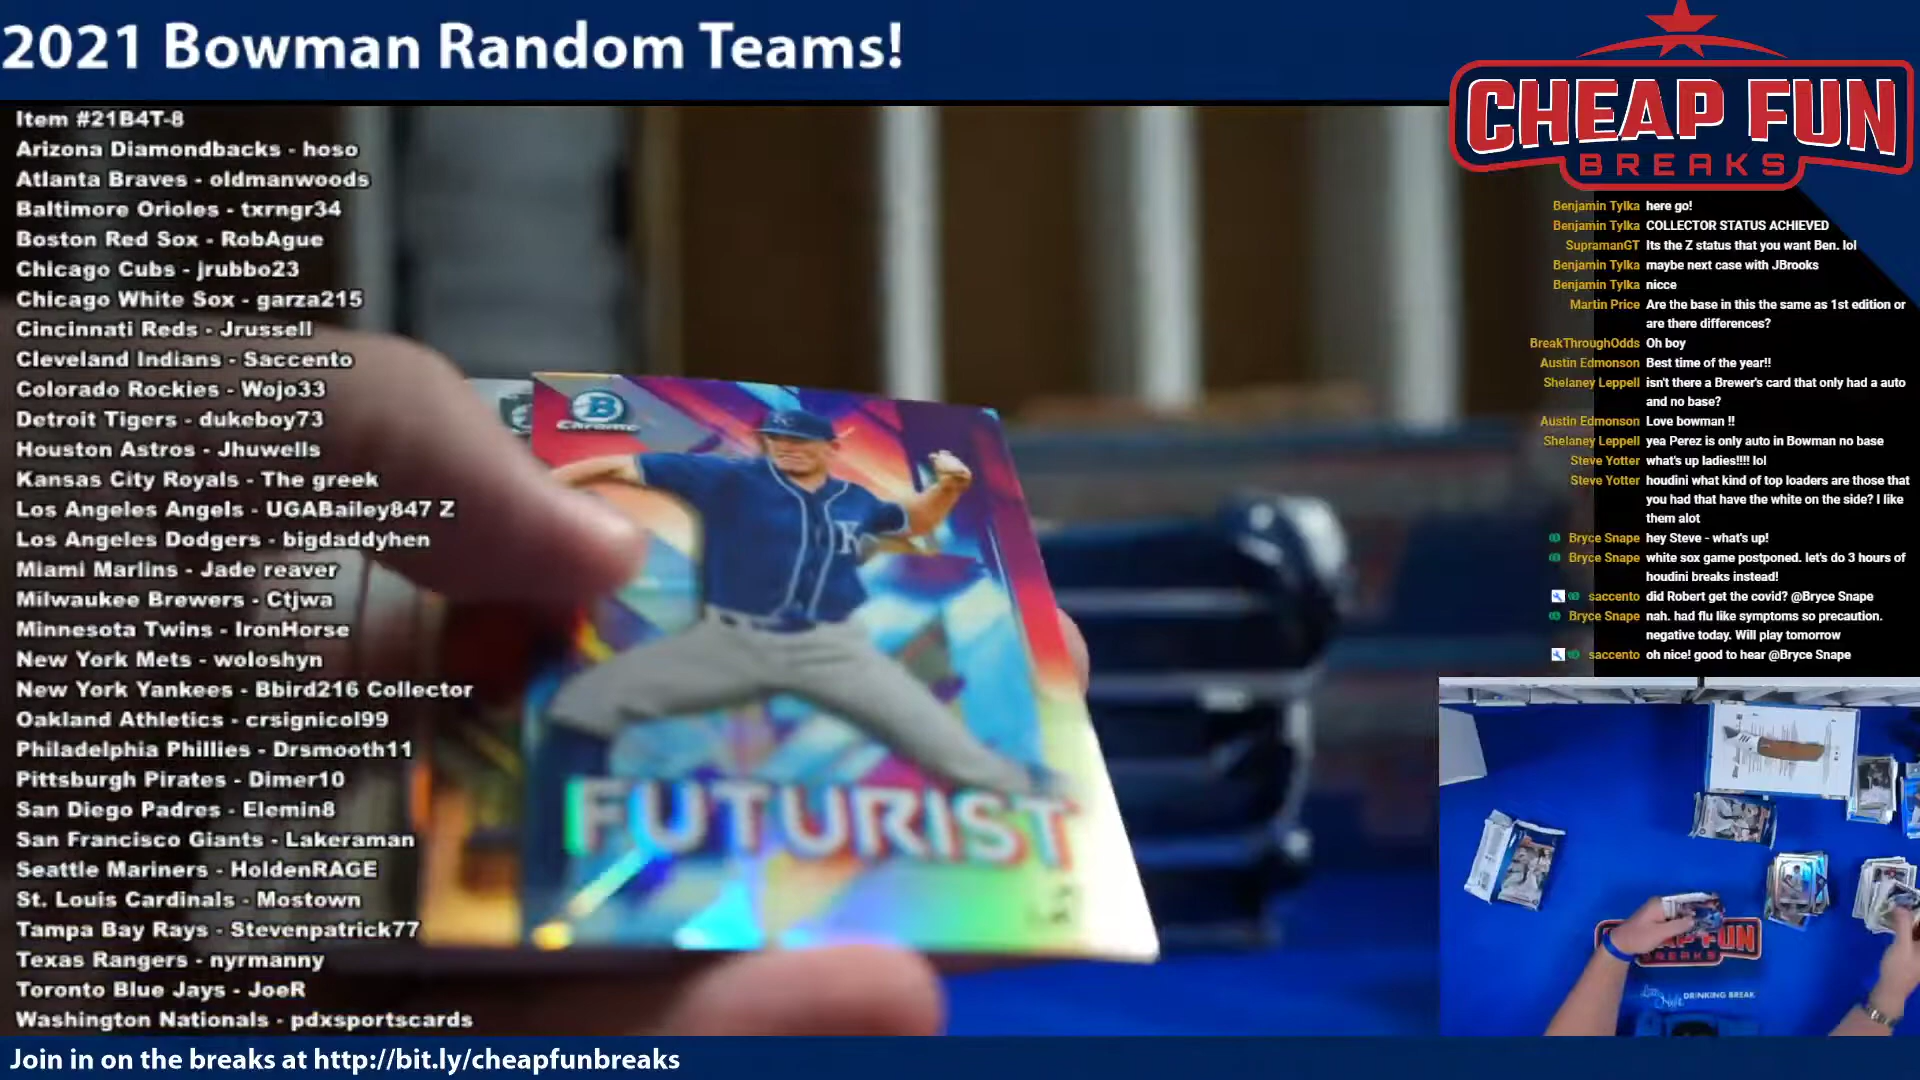 2021 Bowman Random Teams!
CHEAP FUN
BREAKS
Item #21B4T-8
Arizona Diamondbacks - hoso
Atlanta Braves - oldmanwoods
Baltimore Orioles - txrngr34
Boston Red Sox - RobAgue
Chicago Cubs - jrubbo23
Chicago White Sox - garza215
Cincinnati Reds - Jrussell
Cleveland Indians - Saccento
Colorado Rockies - Wojo33
Detroit Tigers - dukeboy73
Houston Astros - Jhuwells
Kansas City Royals - The greek
Los Angeles Angels - UGABailey847 Z
Los Angeles Dodgers - bigdaddyhen
Miami Marlins - Jade reaver
Milwaukee Brewers - Ctjwa
Minnesota Twins - IronHorse
New York Mets - woloshyn
New York Yankees - Bbird216 Collector
Oakland Athletics - crsignicol99
Philadelphia Phillies - Drsmooth11
Pittsburgh Pirates - Dimer10
San Diego Padres - Elemin8
San Francisco Giants - Lakeraman
Seattle Mariners - HoldenRAGE
St. Louis Cardinals - Mostown
Tampa Bay Rays - Stevenpatrick77
Texas Rangers - nyrmanny
Toronto Blue Jays - JoeR
Washington Nationals - pdxsportscards
B
Chrome
KC
K
FUTURIST
Benjamin Tylka here go!
Benjamin Tylka COLLECTOR STATUS ACHIEVED
SupramanGT Its the Z status that you want Ben. lol
Benjamin Tylka maybe next case with JBrooks
Benjamin Tylka nicce
Martin Price Are the base in this the same as 1st edition or
are there differences?
BreakThroughOdds Oh boy
Austin Edmonson Best time of the year!!
Shelaney Leppell isn't there a Brewer's card that only had a auto
and no base?
Austin Edmonson Love bowman !!
Shelaney Leppell yea Perez is only auto in Bowman no base
Steve Yotter what's up ladies!!!! lol
Steve Yotter houdini what kind of top loaders are those that
you had that have the white on the side? I like
them alot
Bryce Snape hey Steve - what's up!
Bryce Snape white sox game postponed. let's do 3 hours of
houdini breaks instead!
saccento did Robert get the covid? @Bryce Snape
Bryce Snape nah. had flu like symptoms so precaution.
negative today. Will play tomorrow
saccento oh nice! good to hear @Bryce Snape
AP FUN
BREAKS
DRINKING BREAK
Join in on the breaks at http://bit.ly/cheapfunbreaks